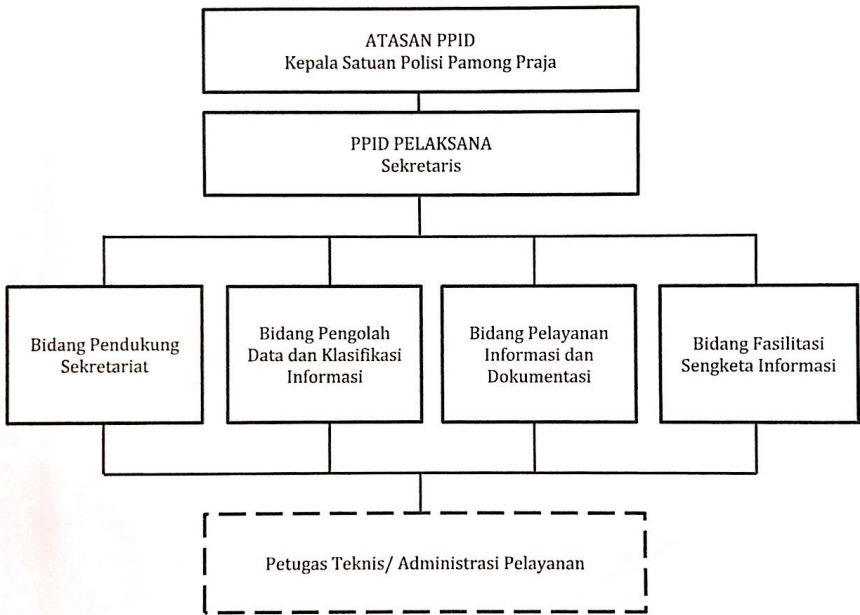 ATASAN PPID
Kepala Satuan Polisi Pamong Praja
PPID PELAKSANA
Sekretaris
Bidang Pendukung
Sekretariat
Bidang Pengolah
Data dan Klasifikasi
Informasi
Bidang Pelayanan
Informasi dan
Dokumentasi
Bidang Fasilitasi
Sengketa Informasi
Petugas Teknis/ Administrasi Pelayanan